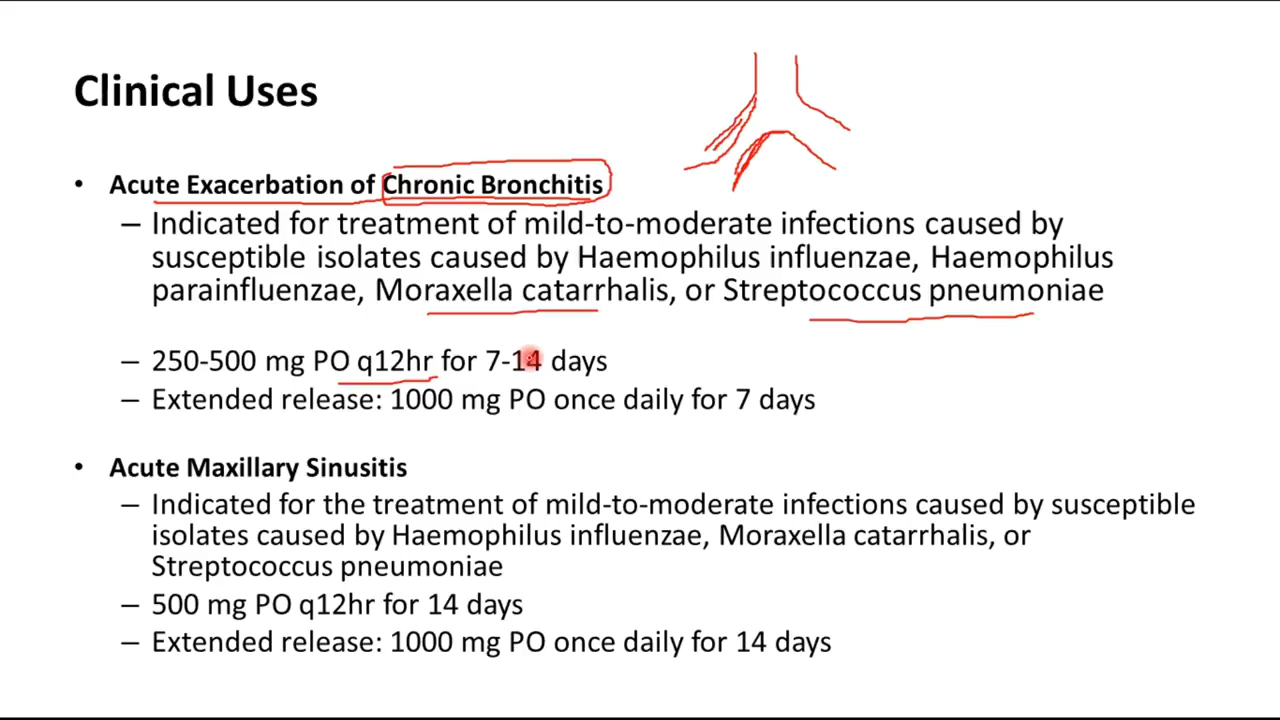 Clinical Uses
• Acute Exacerbation of Chronic Bronchitis
– Indicated for treatment of mild-to-moderate infections caused by
susceptible isolates caused by Haemophilus influenzae, Haemophilus
parainfluenzae, Moraxella catarrhalis, or Streptococcus pneumoniae
– 250-500 mg PO q12hr for 7-14 days
– Extended release: 1000 mg PO once daily for 7 days
• Acute Maxillary Sinusitis
– Indicated for the treatment of mild-to-moderate infections caused by susceptible
isolates caused by Haemophilus influenzae, Moraxella catarrhalis, or
Streptococcus pneumoniae
– 500 mg PO q12hr for 14 days
– Extended release: 1000 mg PO once daily for 14 days